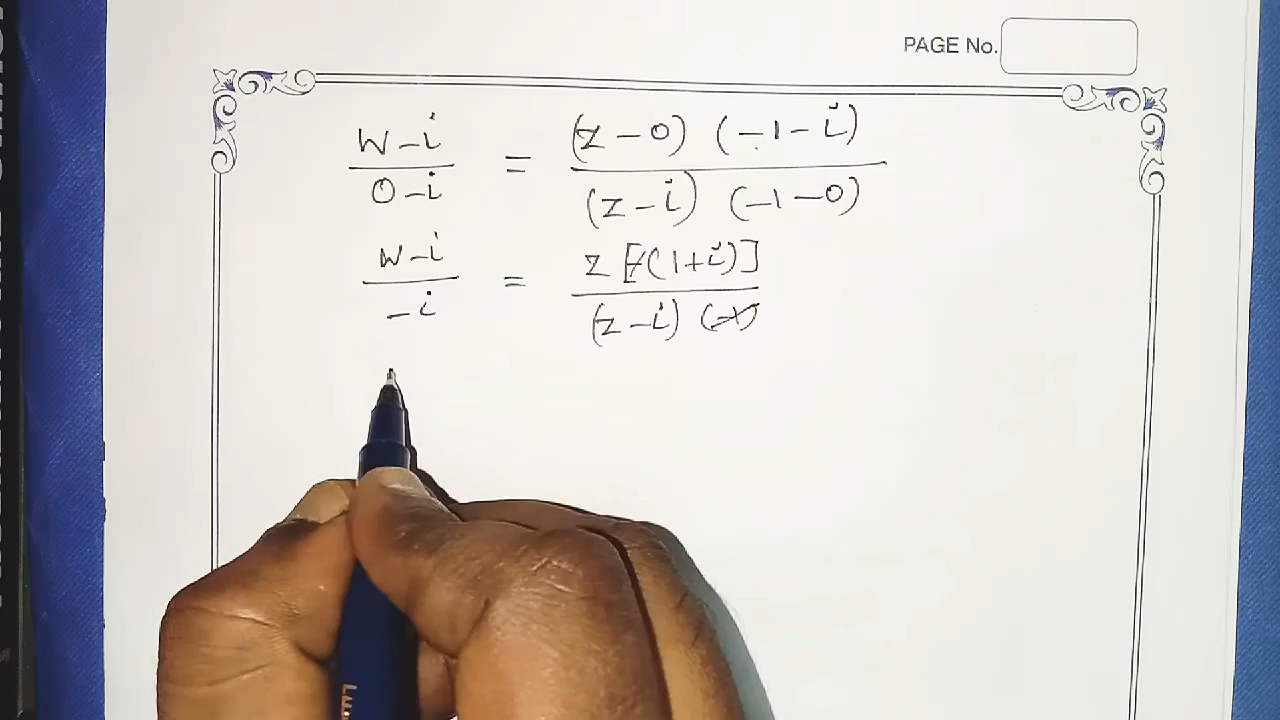 PAGE No.
(w-i)/(0-i) = ((z-0) (-1-i))/((z-i) (-1-0))
(w-i)/(-i) = (z [-(1+i)])/((z-i) (-1))